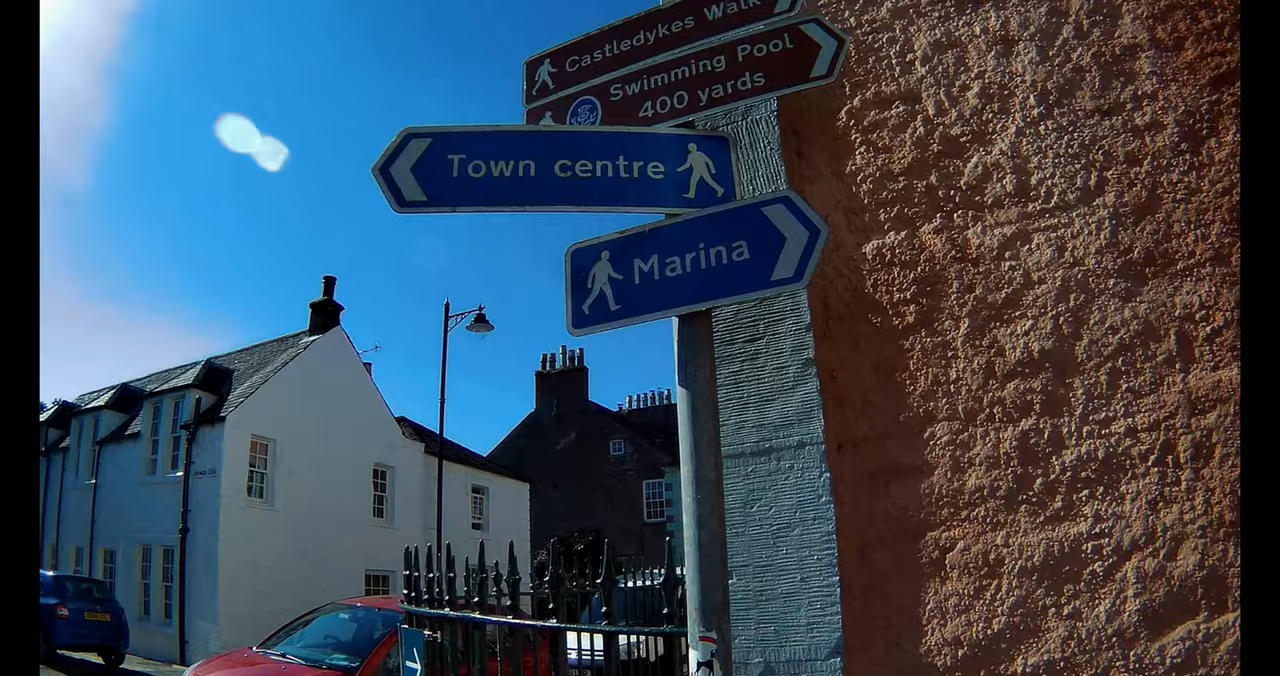 Castledykes Walk
Swimming Pool
400 yards
Town centre
Marina